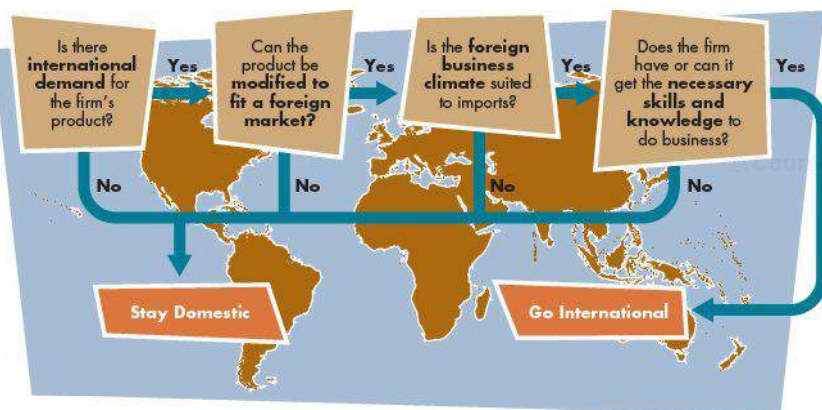 Is there
international
demand for
the firm's
product?
Yes
Can the
product be
modified to
fit a foreign
market?
Yes
Is the foreign
business
climate suited
to imports?
Yes
Does the firm
have or can it
get the necessary
skills and
knowledge to
do business?
Yes
No
No
No
No
Stay Domestic
Go International